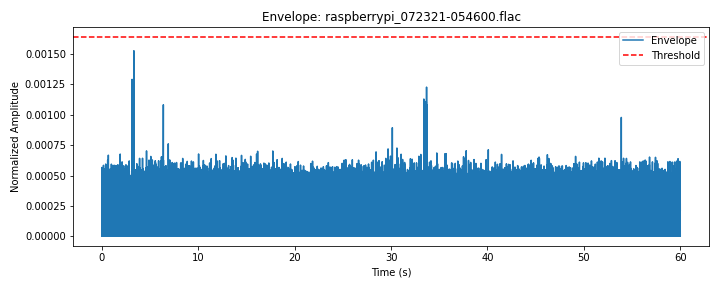 Envelope: raspberrypi_072321-054600.flac
Envelope
Threshold
Normalized Amplitude
0.00150
0.00125
0.00100
0.00075
0.00050
0.00025
0.00000
0
10
20
30
40
50
60
Time (s)